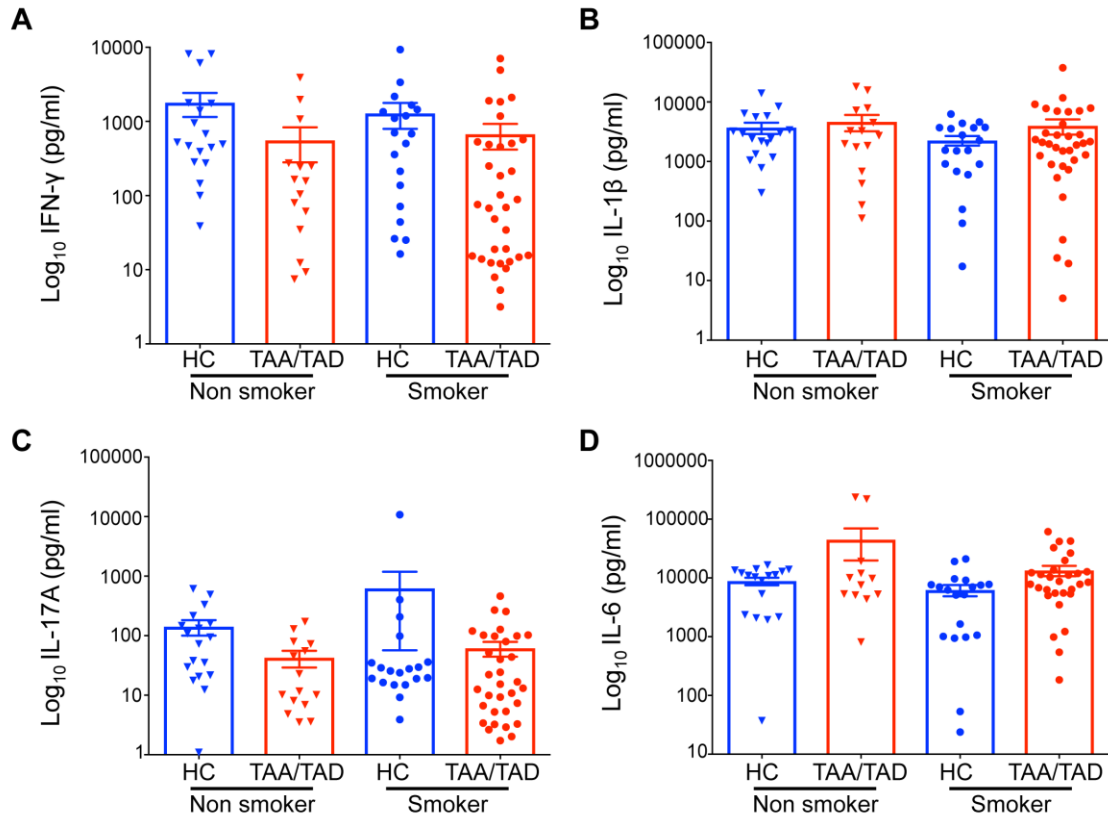 A
Log10 IFN-γ (pg/ml)
10000
1000
100
10
1
HC TAA/TAD HC TAA/TAD
Non smoker Smoker
B
Log10 IL-1β (pg/ml)
100000
10000
1000
100
10
1
HC TAA/TAD HC TAA/TAD
Non smoker Smoker
C
Log10 IL-17A (pg/ml)
100000
10000
1000
100
10
1
HC TAA/TAD HC TAA/TAD
Non smoker Smoker
D
Log10 IL-6 (pg/ml)
1000000
100000
10000
1000
100
10
HC TAA/TAD HC TAA/TAD
Non smoker Smoker